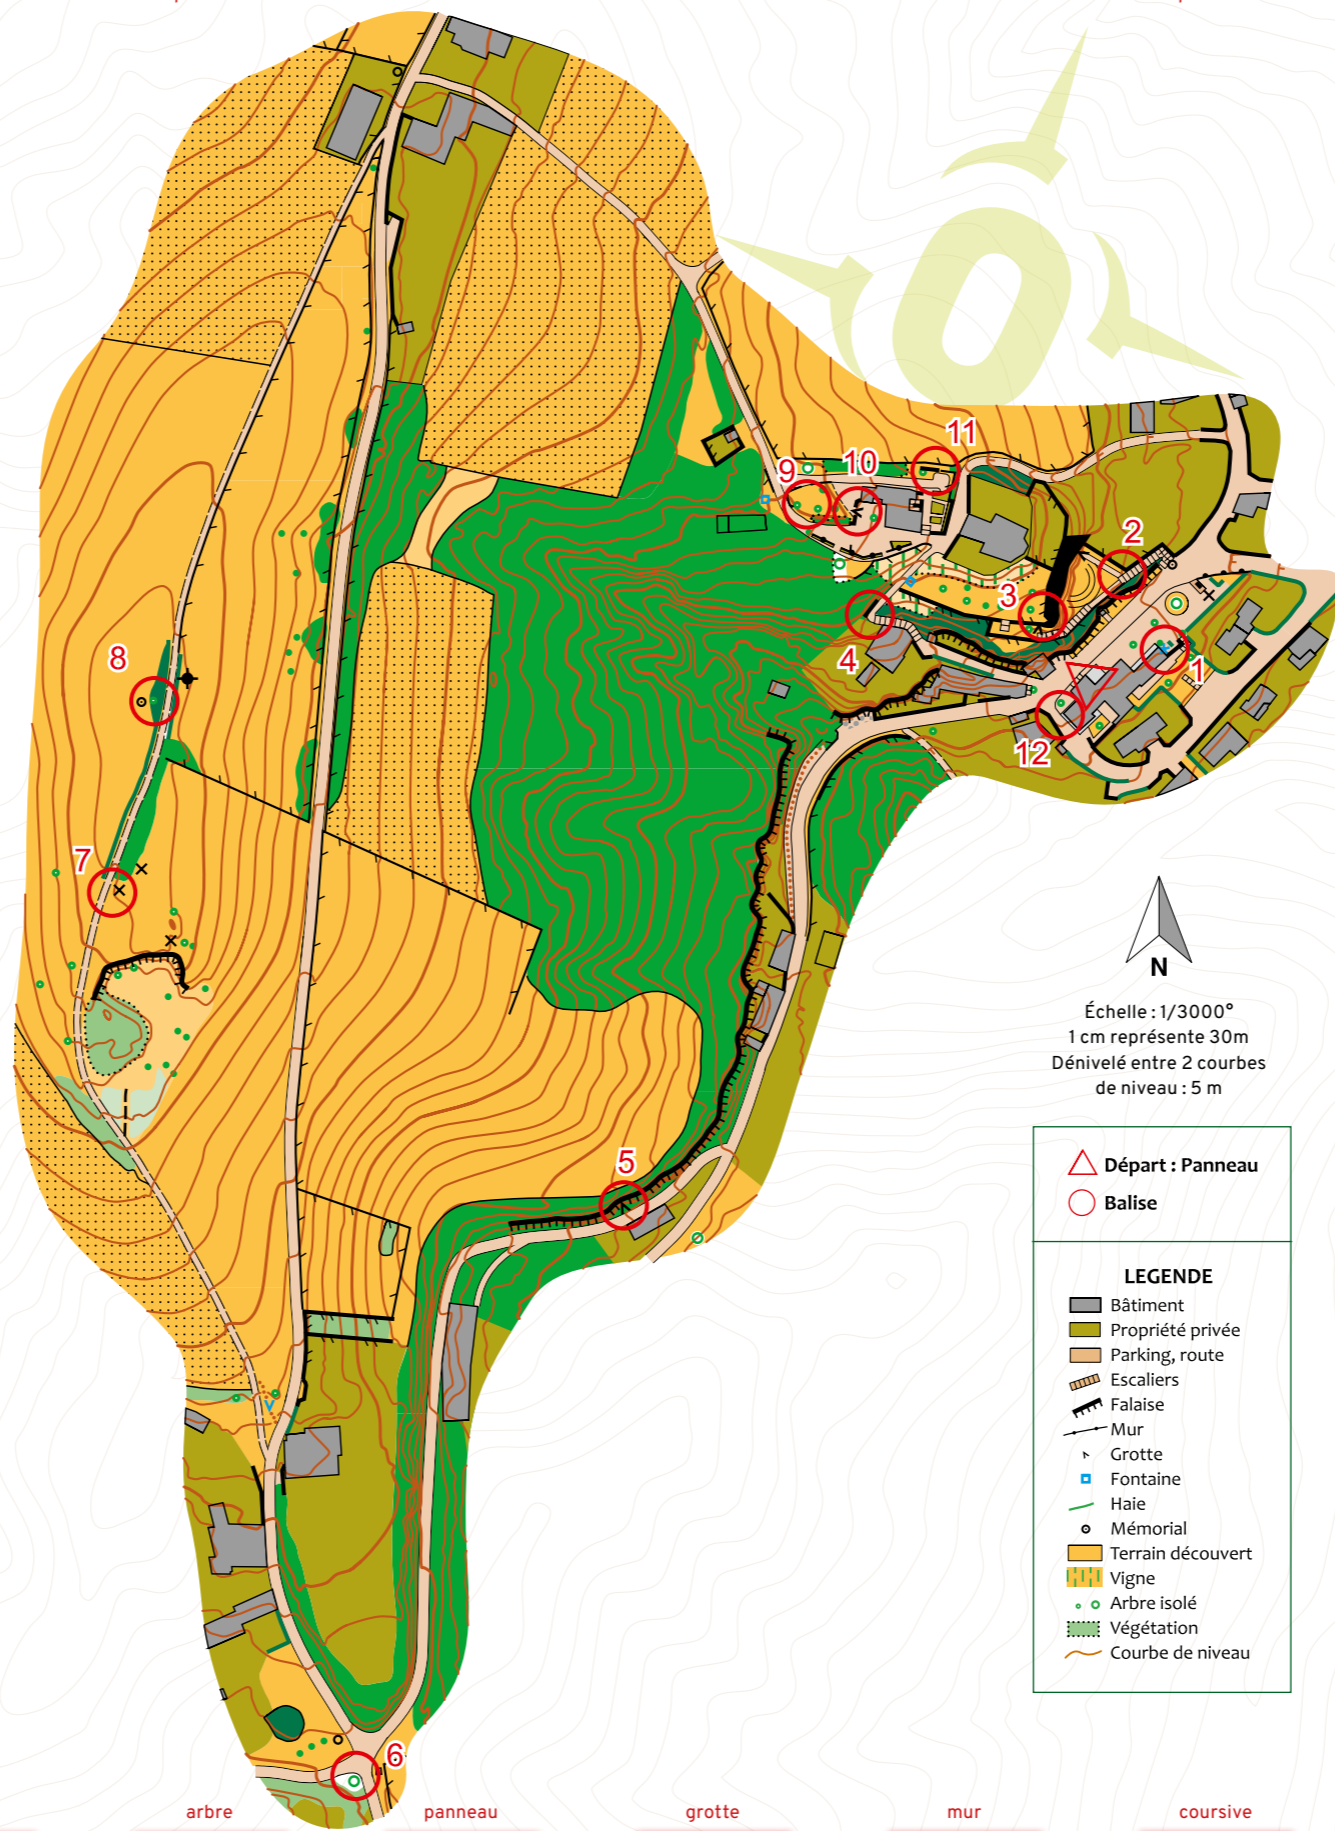 11
10
9
2
3
1
4
12
8
7
5
6
N
Échelle : 1/3000°
1 cm représente 30m
Dénivelé entre 2 courbes
de niveau : 5 m
Départ : Panneau
Balise
LEGENDE
Bâtiment
Propriété privée
Parking, route
Escaliers
Falaise
Mur
Grotte
Fontaine
Haie
Mémorial
Terrain découvert
Vigne
Arbre isolé
Végétation
Courbe de niveau
arbre panneau grotte mur coursive